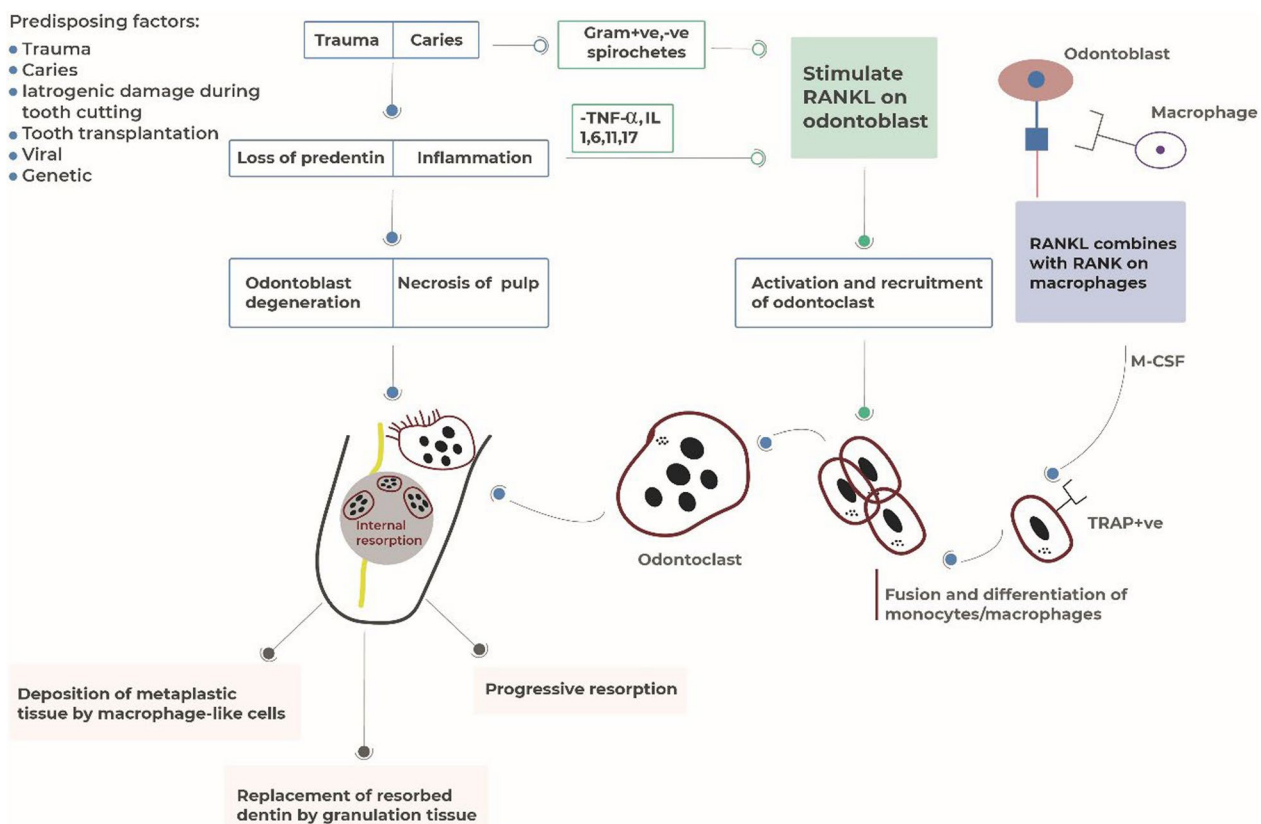 Predisposing factors:
Trauma
Caries
Iatrogenic damage during
tooth cutting
Tooth transplantation
Viral
Genetic
Trauma
Caries
Gram+ve,-ve
spirochetes
Stimulate
RANKL on
odontoblast
Odontoblast
Macrophage
-TNF-α, IL
1,6,11,17
Loss of predentin
Inflammation
RANKL combines
with RANK on
macrophages
Odontoblast
degeneration
Necrosis of pulp
Activation and recruitment
of odontoclast
M-CSF
Internal
resorption
Odontoclast
TRAP+ve
Fusion and differentiation of
monocytes/macrophages
Deposition of metaplastic
tissue by macrophage-like cells
Progressive resorption
Replacement of resorbed
dentin by granulation tissue